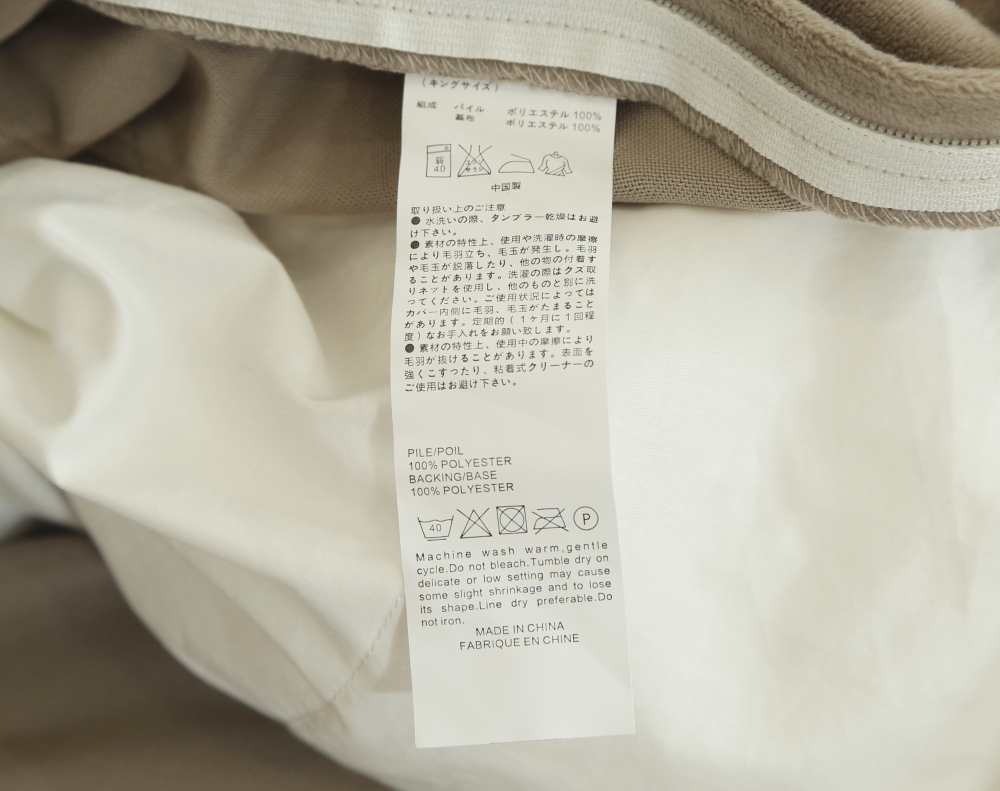 （キングサイズ）
組成 パイル ポリエステル 100%
基布 ポリエステル 100%
弱 40 エンソ サラシ
中国製
取り扱い上のご注意
● 水洗いの際、タンブラー乾燥はお避
け下さい。
● 素材の特性上、使用や洗濯時の摩擦
により毛羽立ち、毛玉が発生し。毛羽
や毛玉が脱落したり、他の物の付着す
ることがあります。洗濯の際はクズ取
りネットを使用し、他のものと別に洗
ってください。ご使用状況によっては
カバー内側に毛羽、毛玉がたまること
があります。定期的（１ヶ月に１回程
度）なお手入れをお願い致します。
● 素材の特性上、使用中の摩擦により
毛羽が抜けることがあります。表面を
強くこすったり、粘着式クリーナーの
ご使用はお避け下さい。
PILE/POIL
100% POLYESTER
BACKING/BASE
100% POLYESTER
40 P
Machine wash warm,gentle
cycle.Do not bleach.Tumble dry on
delicate or low setting may cause
some slight shrinkage and to lose
its shape.Line dry preferable.Do
not iron.
MADE IN CHINA
FABRIQUE EN CHINE